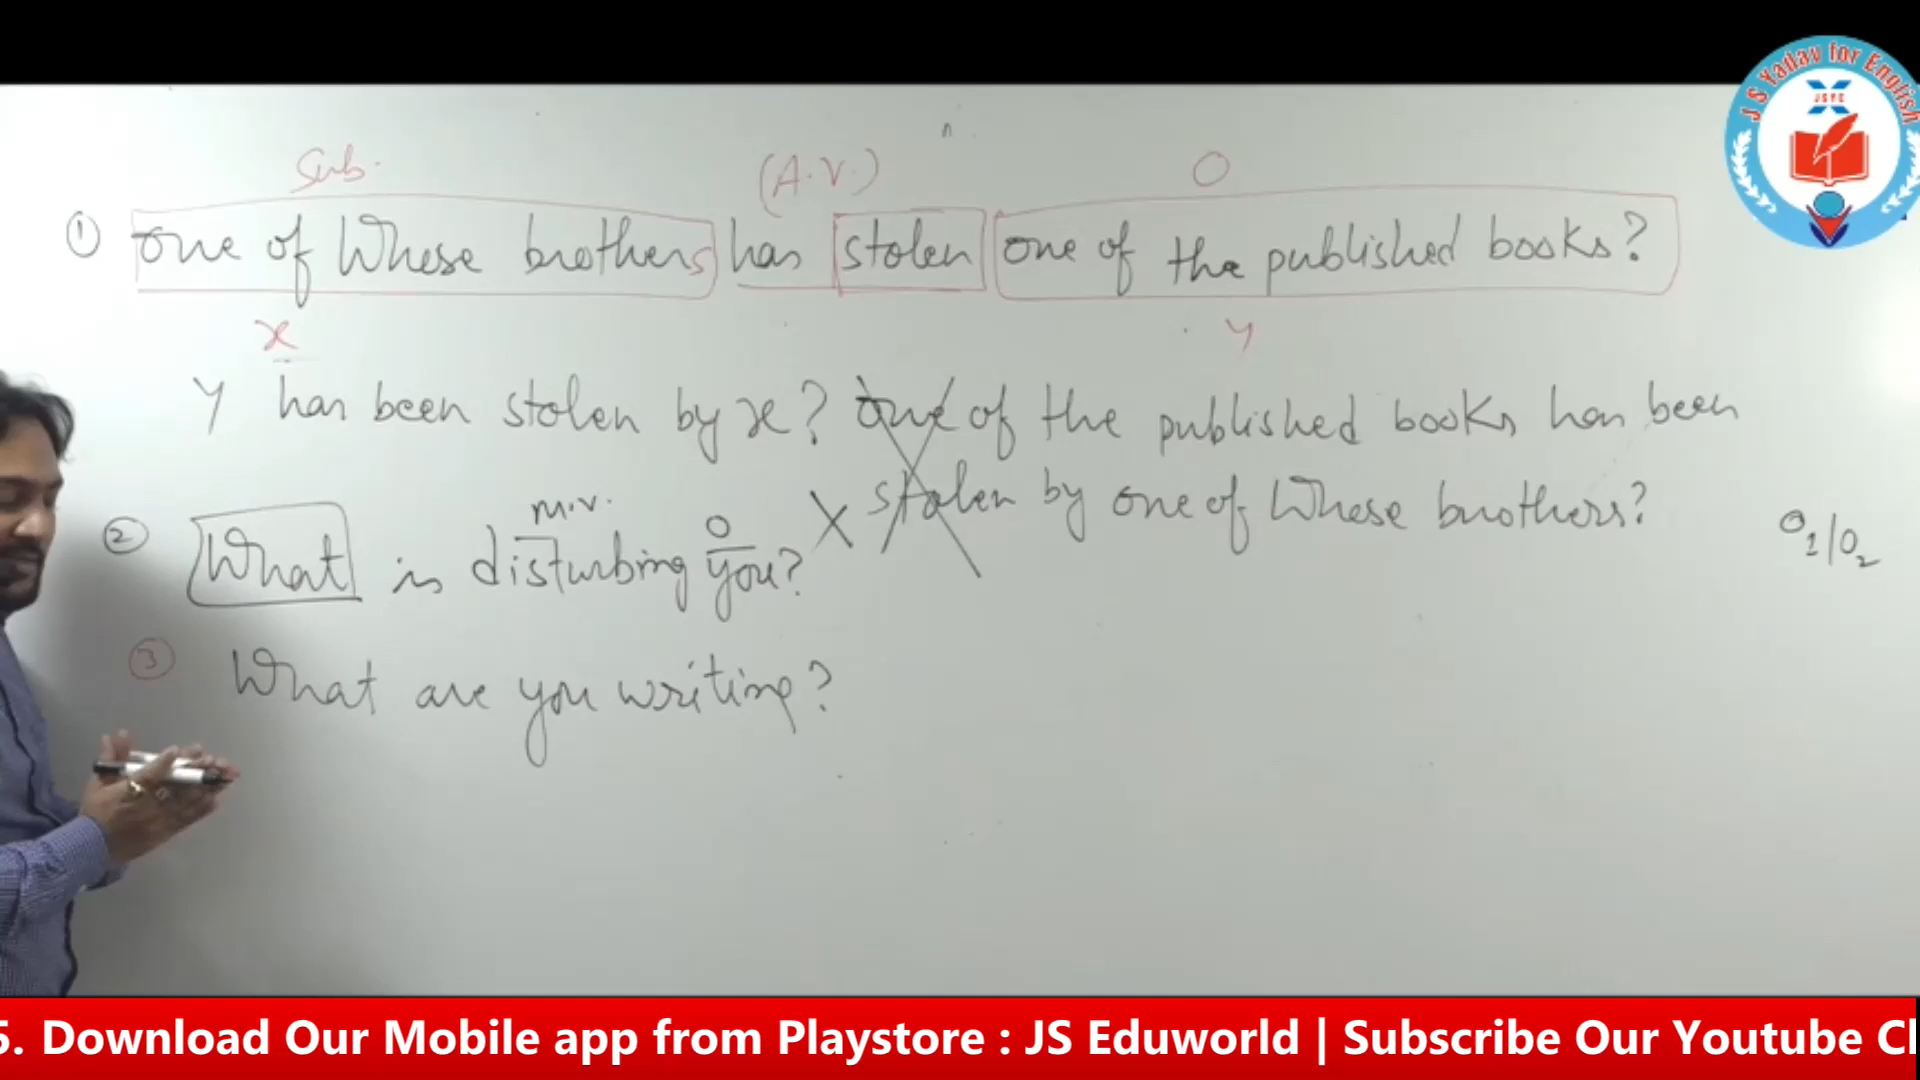 J S Yadav for English
JSYE
Sub. (A.V.) O
① one of Whose brothers has stolen one of the published books?
x y
Y has been stolen by x? one of the published books has been
stolen by one of Whose brothers?
X
m.v. O
② What is disturbing you?
O1/O2
③ What are you writing?
5. Download Our Mobile app from Playstore : JS Eduworld | Subscribe Our Youtube C